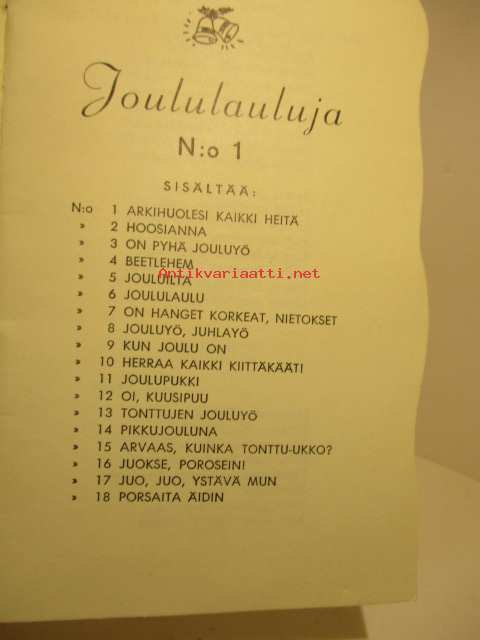 Joululauluja
N:o 1
SISÄLTÄÄ:
N:o 1 ARKIHUOLESI KAIKKI HEITÄ
» 2 HOOSIANNA
» 3 ON PYHÄ JOULUYÖ
» 4 BEETLEHEM
Antikvariaatti.net
» 5 JOULUILTA
» 6 JOULULAULU
» 7 ON HANGET KORKEAT, NIETOKSET
» 8 JOULUYÖ, JUHLAYÖ
» 9 KUN JOULU ON
» 10 HERRAA KAIKKI KIITTÄKÄÄTI
» 11 JOULUPUKKI
» 12 OI, KUUSIPUU
» 13 TONTTUJEN JOULUYÖ
» 14 PIKKUJOULUNA
» 15 ARVAAS, KUINKA TONTTU-UKKO?
» 16 JUOKSE, POROSEIN!
» 17 JUO, JUO, YSTÄVÄ MUN
» 18 PORSAITA ÄIDIN